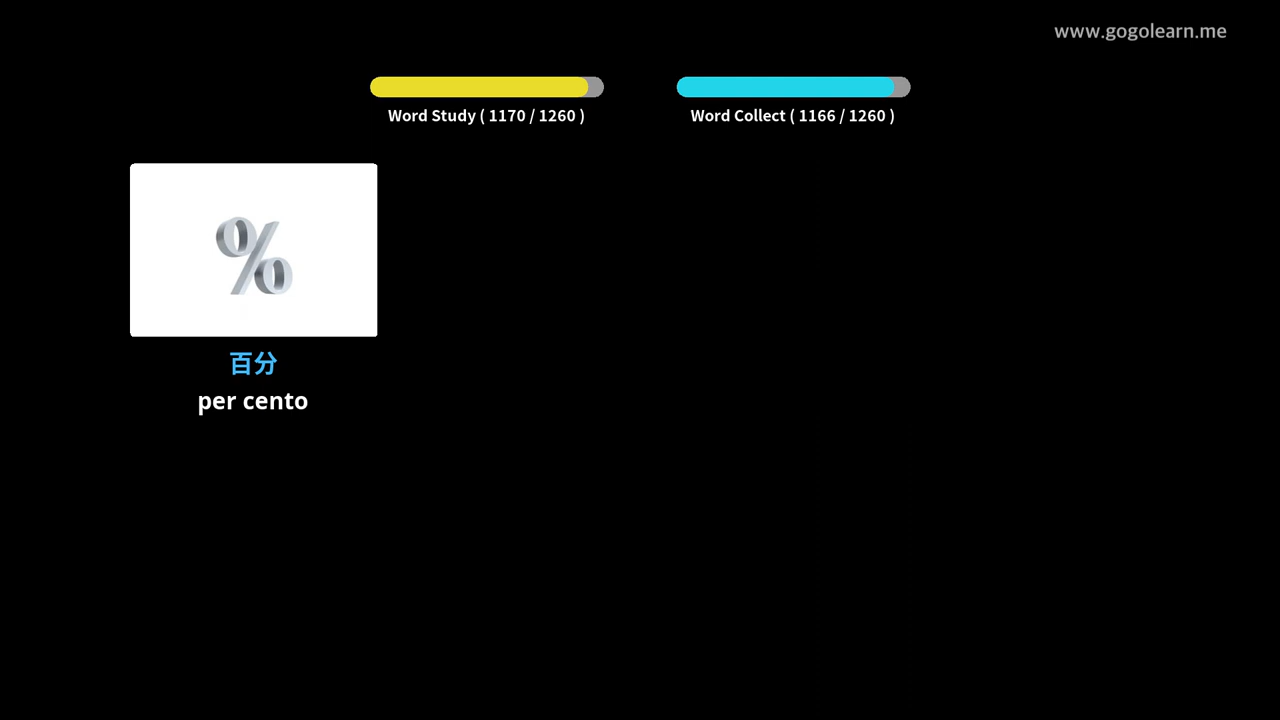 www.gogolearn.me
Word Study ( 1170 / 1260 )
Word Collect ( 1166 / 1260 )
%
百分
per cento